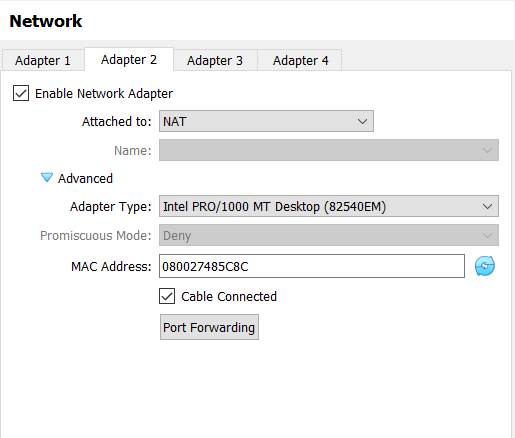 Network
Adapter 1 Adapter 2 Adapter 3 Adapter 4
Enable Network Adapter
Attached to: NAT
Name:
Advanced
Adapter Type: Intel PRO/1000 MT Desktop (82540EM)
Promiscuous Mode: Deny
MAC Address: 080027485C8C
Cable Connected
Port Forwarding